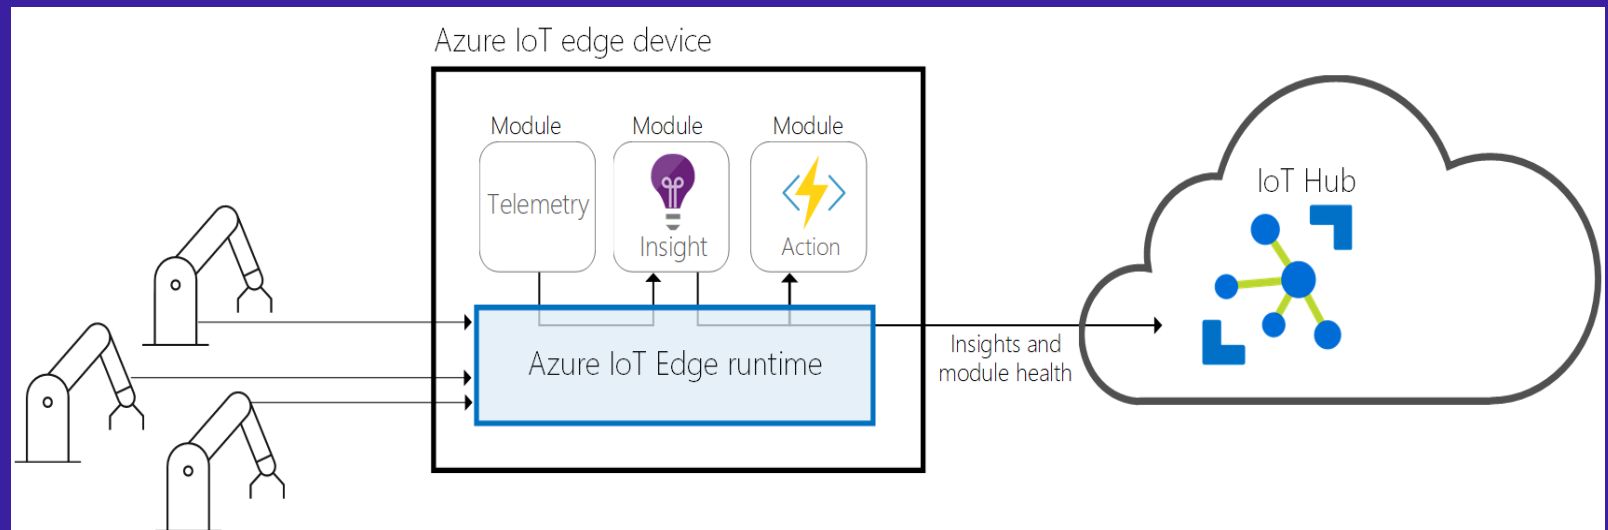 Azure IoT edge device
Module
Module
Module
Telemetry
Insight
Action
Azure IoT Edge runtime
Insights and
module health
IoT Hub